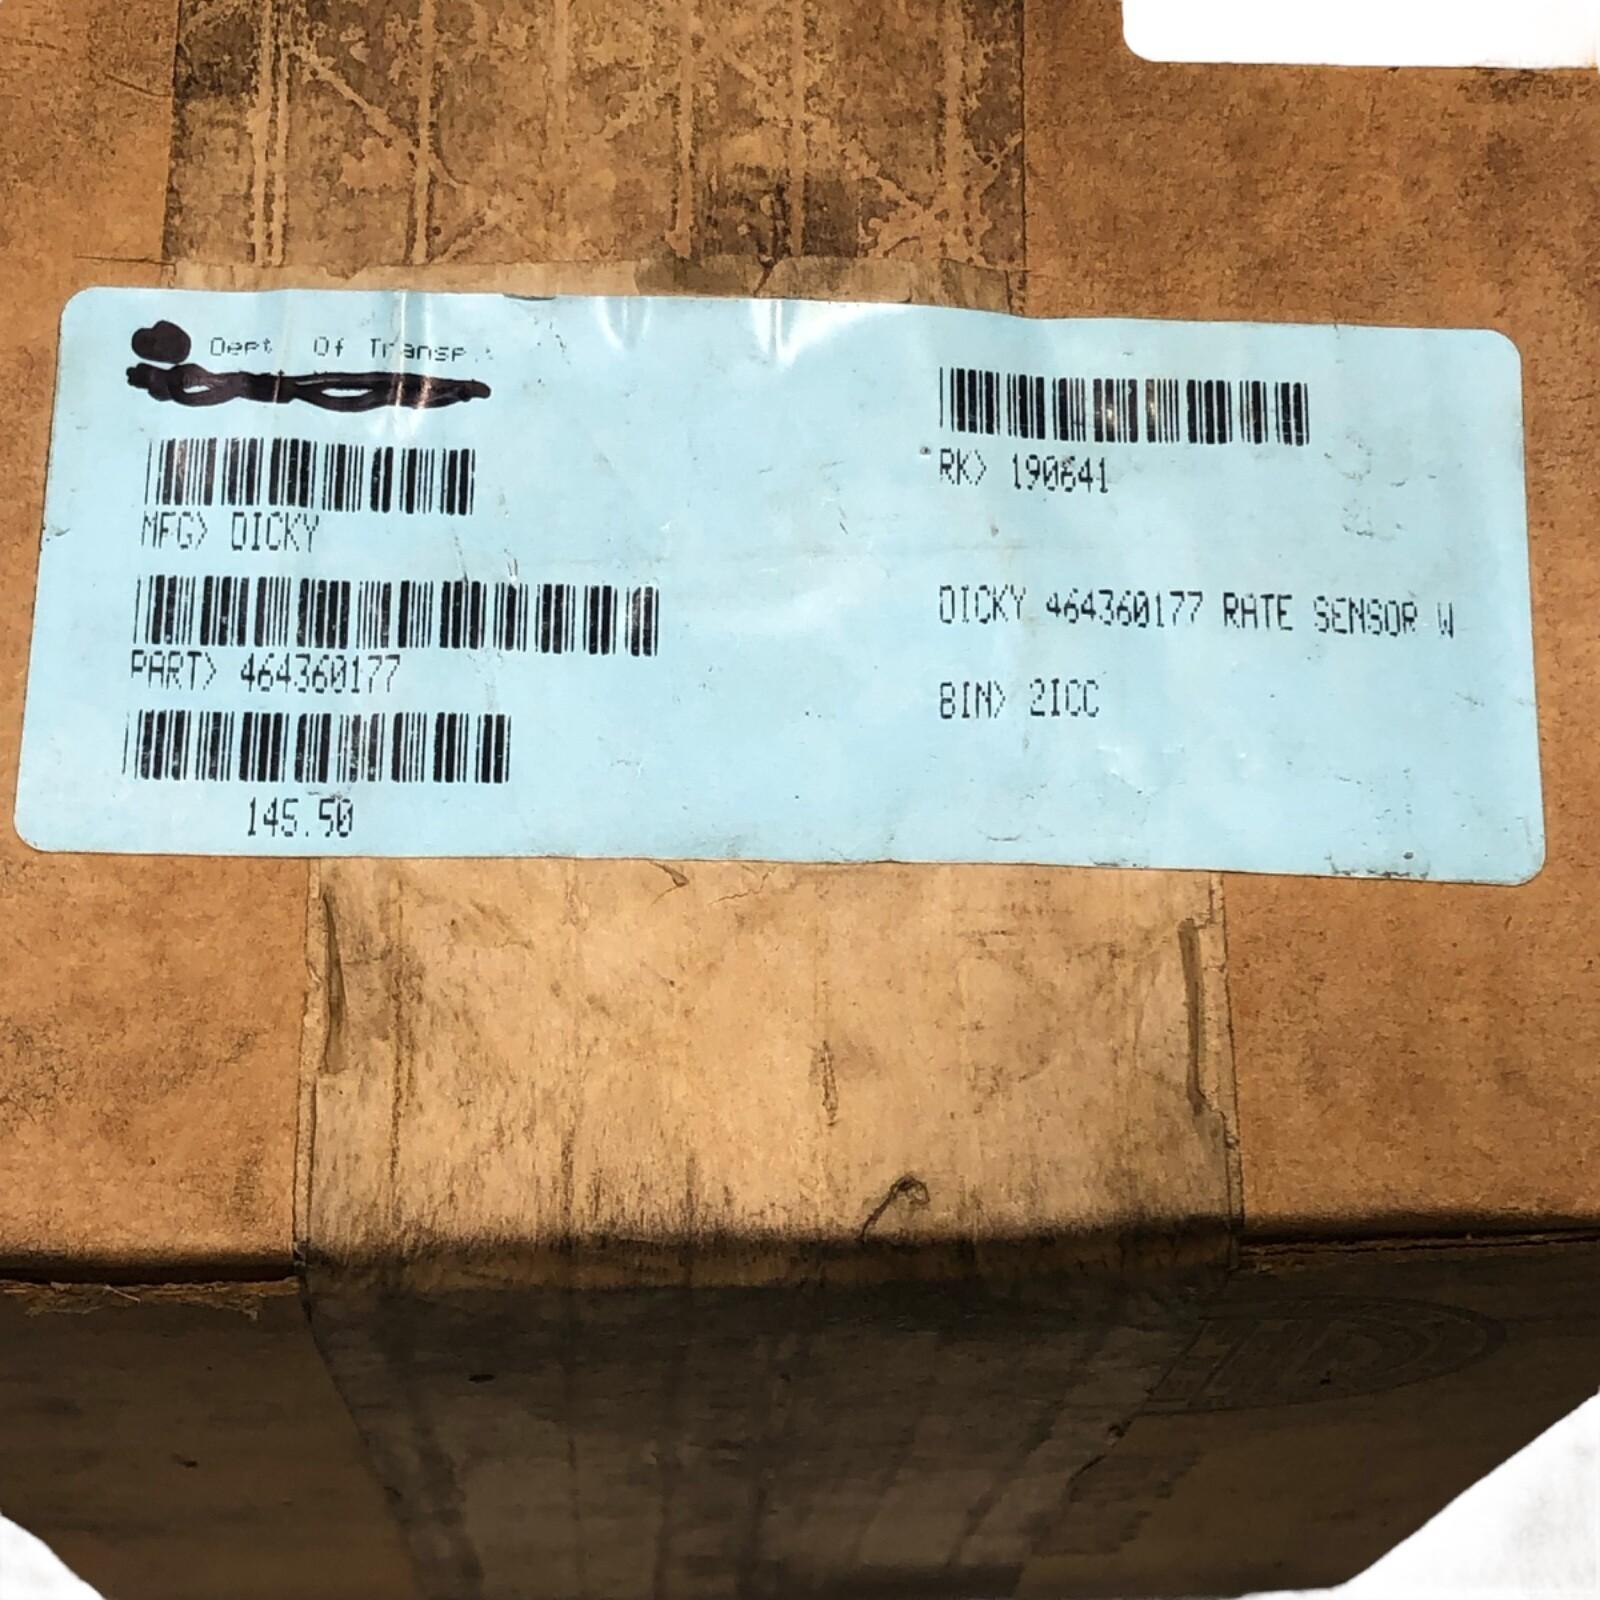 Dept Of Transp.
MFG> DICKY
PART> 464360177
145.50
RK> 190641
DICKY 464360177 RATE SENSOR W
BIN> 2ICC